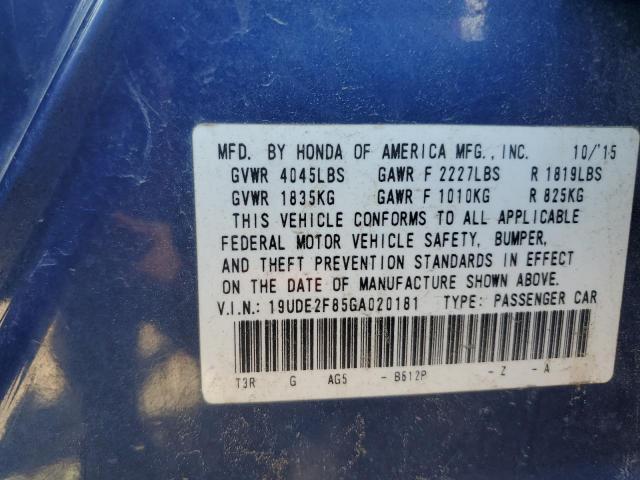 MFD. BY HONDA OF AMERICA MFG., INC. 10/'15
GVWR 4045LBS GAWR F 2227LBS R 1819LBS
GVWR 1835KG GAWR F 1010KG R 825KG
THIS VEHICLE CONFORMS TO ALL APPLICABLE
FEDERAL MOTOR VEHICLE SAFETY, BUMPER,
AND THEFT PREVENTION STANDARDS IN EFFECT
ON THE DATE OF MANUFACTURE SHOWN ABOVE.
V.I.N.: 19UDE2F85GA020181 TYPE: PASSENGER CAR
T3R G AG5 - B612P - Z - A